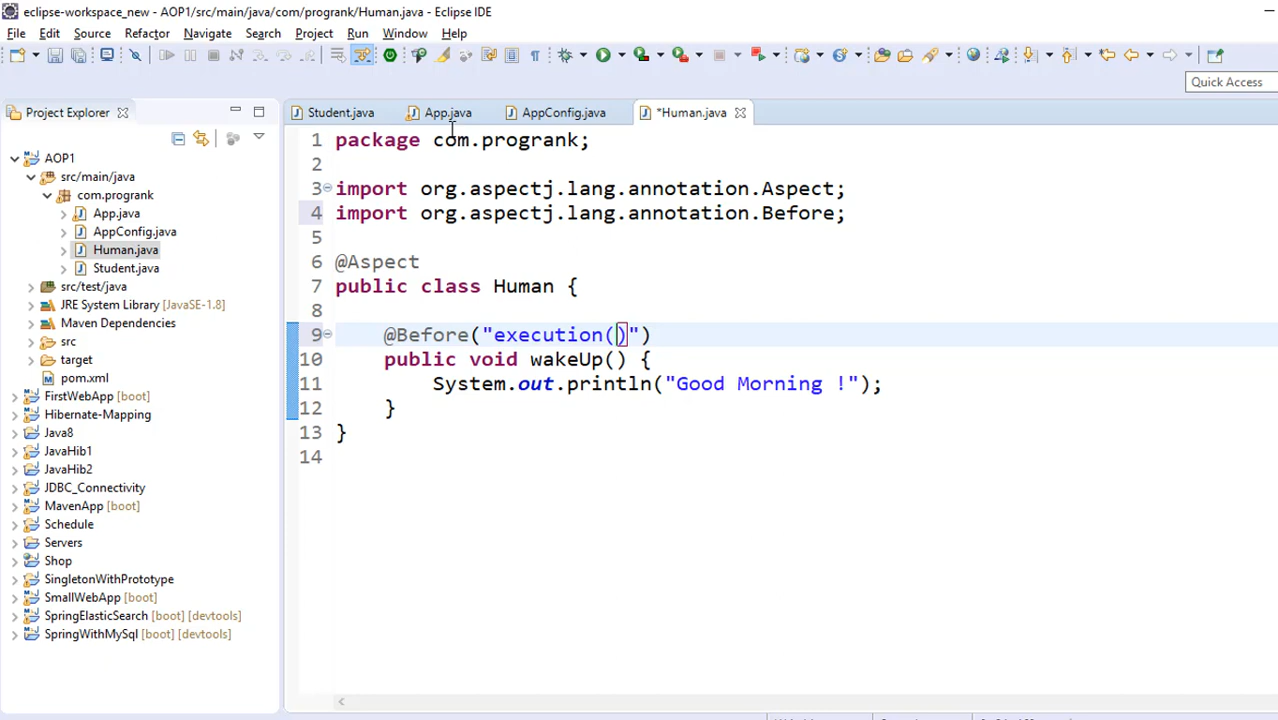 eclipse-workspace_new - AOP1/src/main/java/com/progrank/Human.java - Eclipse IDE
File Edit Source Refactor Navigate Search Project Run Window Help
Quick Access
Project Explorer
Student.java App.java AppConfig.java *Human.java
AOP1
src/main/java
com.progrank
App.java
AppConfig.java
Human.java
Student.java
src/test/java
JRE System Library [JavaSE-1.8]
Maven Dependencies
src
target
pom.xml
FirstWebApp [boot]
Hibernate-Mapping
Java8
JavaHib1
JavaHib2
JDBC_Connectivity
MavenApp [boot]
Schedule
Servers
Shop
SingletonWithPrototype
SmallWebApp [boot]
SpringElasticSearch [boot] [devtools]
SpringWithMySql [boot] [devtools]
1 package com.progrank;
2
3 import org.aspectj.lang.annotation.Aspect;
4 import org.aspectj.lang.annotation.Before;
5
6 @Aspect
7 public class Human {
8
9 @Before("execution()")
10 public void wakeUp() {
11 System.out.println("Good Morning !");
12 }
13 }
14